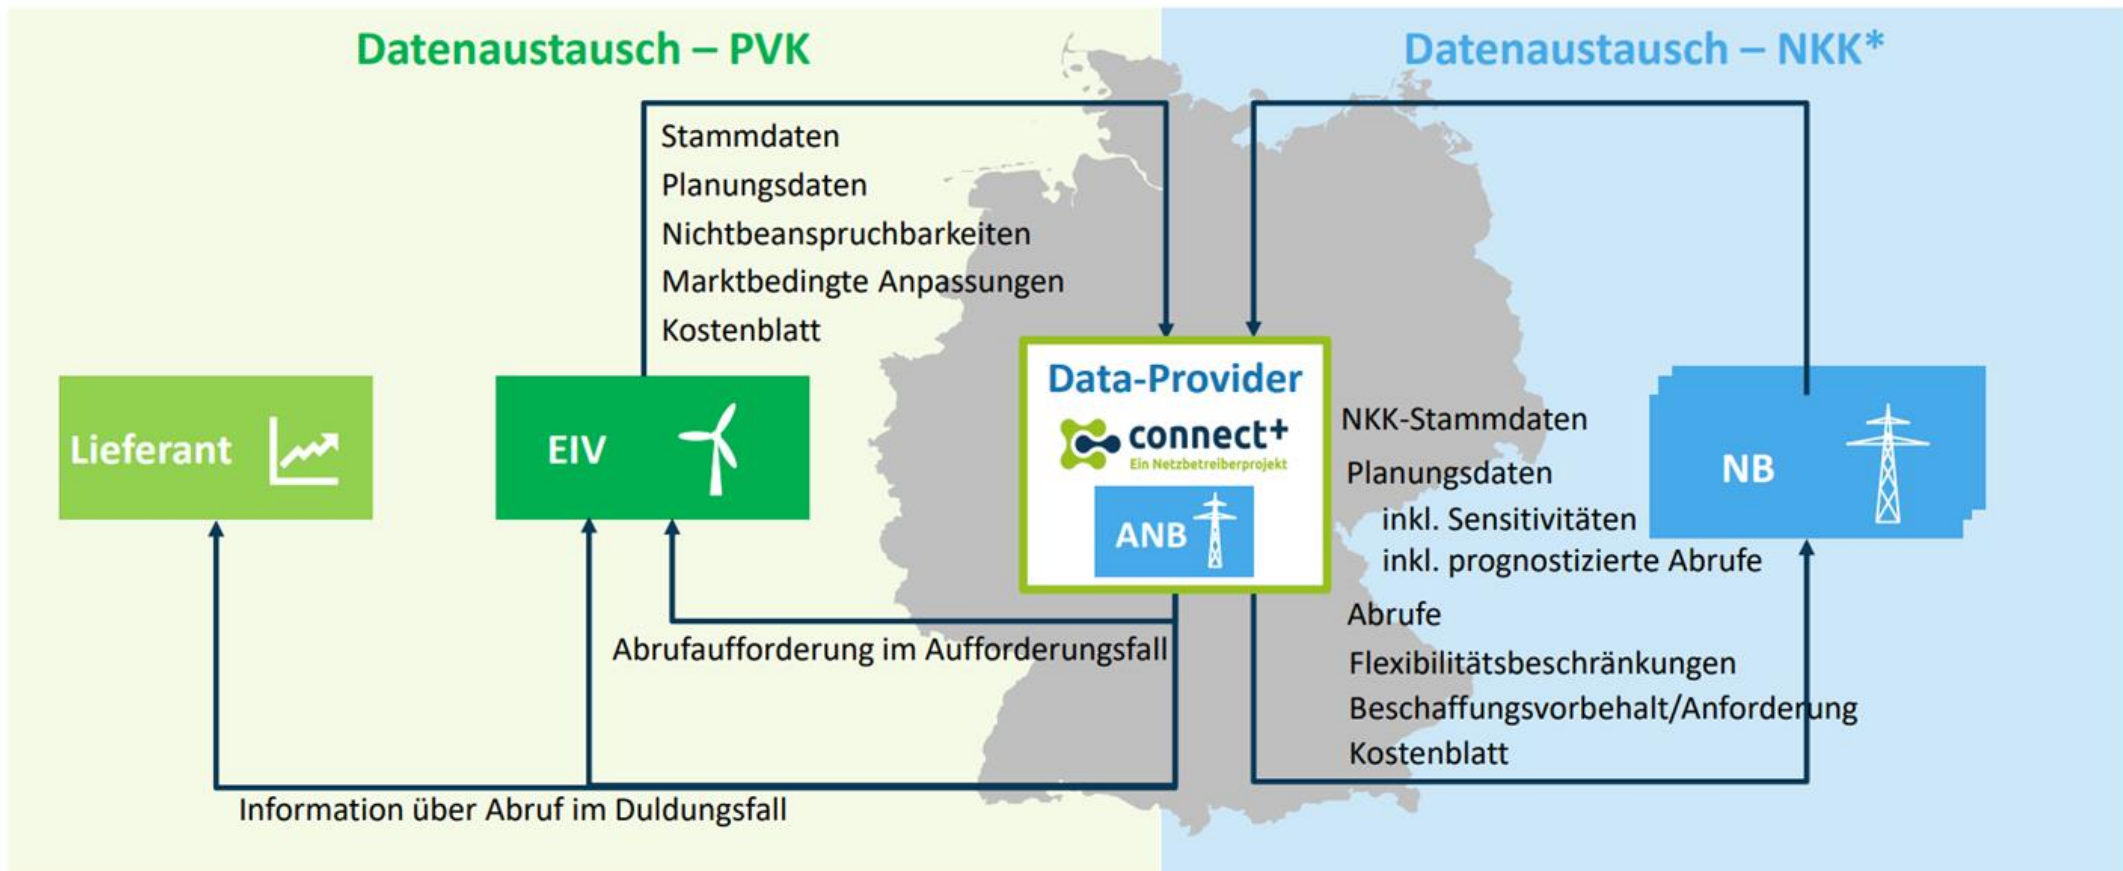 Datenaustausch – PVK
Datenaustausch – NKK*
Stammdaten
Planungsdaten
Nichtbeanspruchbarkeiten
Marktbedingte Anpassungen
Kostenblatt
Lieferant
EIV
Data-Provider
connect+
Ein Netzbetreiberprojekt
ANB
NKK-Stammdaten
Planungsdaten
inkl. Sensitivitäten
inkl. prognostizierte Abrufe
Abrufe
Flexibilitätsbeschränkungen
Beschaffungsvorbehalt/Anforderung
Kostenblatt
NB
Abrufaufforderung im Aufforderungsfall
Information über Abruf im Duldungsfall